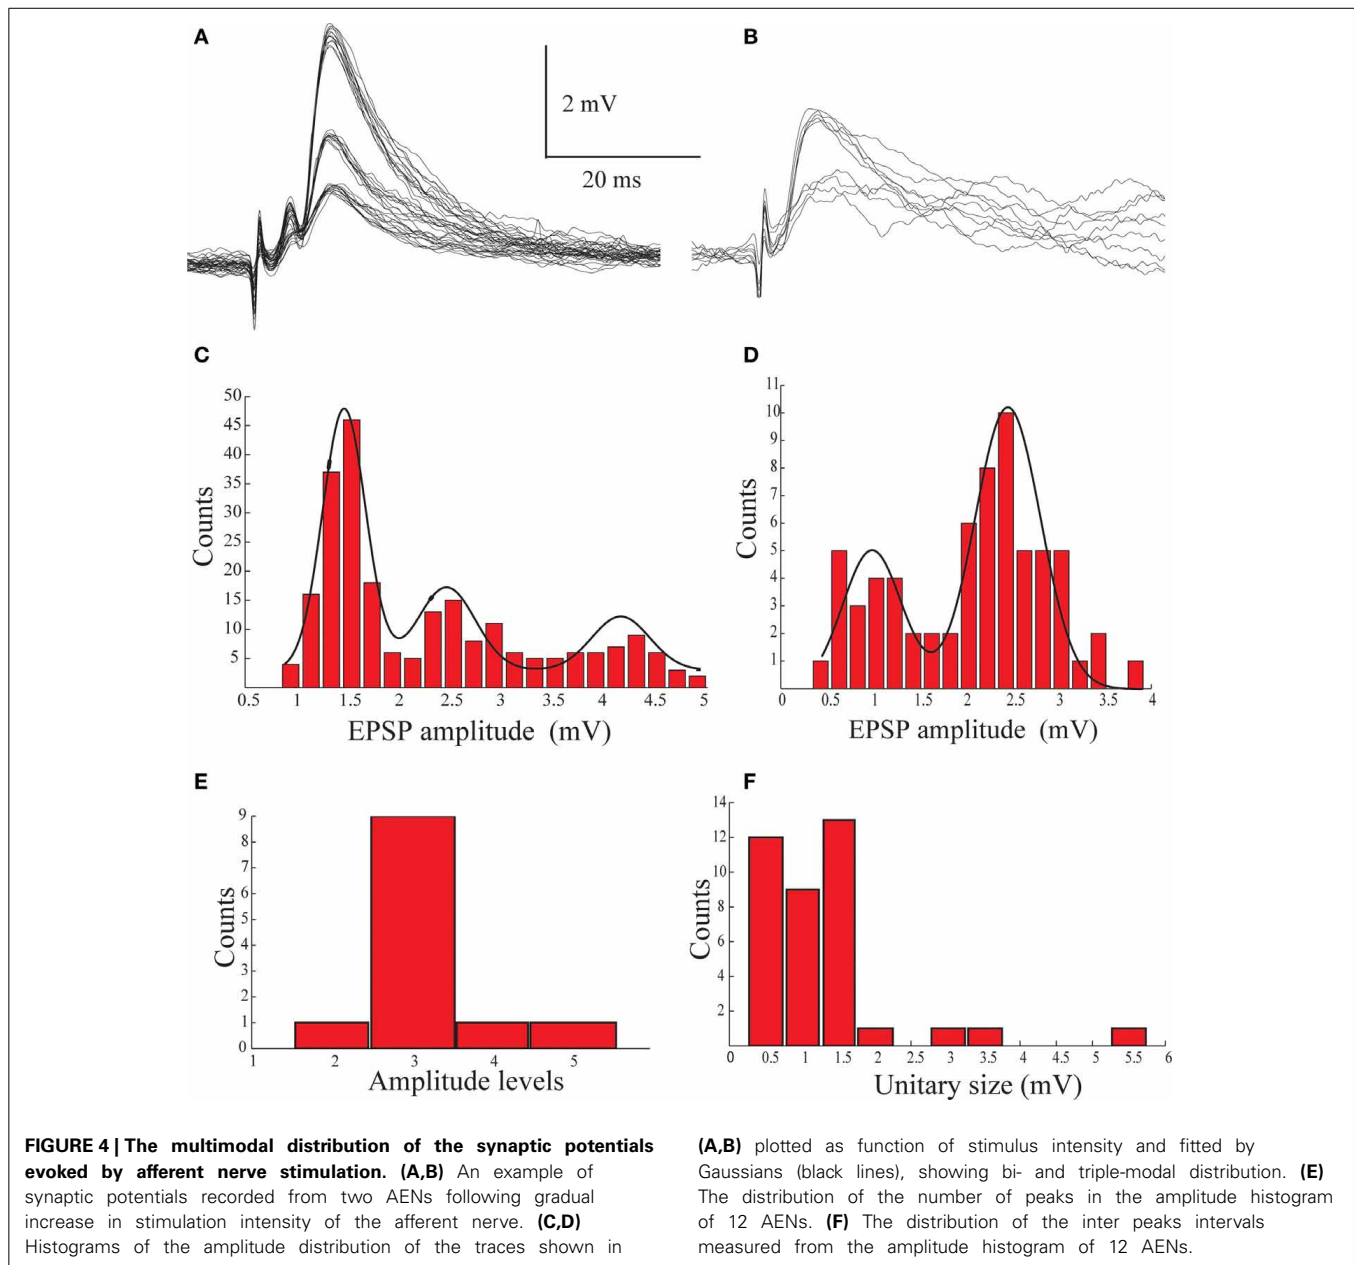 A
B
2 mV
20 ms
C
D
50
45
40
35
30
25
20
15
10
5
Counts
0.5 1 1.5 2 2.5 3 3.5 4 4.5 5
EPSP amplitude (mV)
11
10
9
8
7
6
5
4
3
2
1
Counts
0 0.5 1 1.5 2 2.5 3 3.5 4
EPSP amplitude (mV)
E
F
9
8
7
6
5
4
3
2
1
0
Counts
1 2 3 4 5
Amplitude levels
14
12
10
8
6
4
2
Counts
0 0.5 1 1.5 2 2.5 3 3.5 4 5 5.5 6
Unitary size (mV)
FIGURE 4 | The multimodal distribution of the synaptic potentials
evoked by afferent nerve stimulation. (A,B) An example of
synaptic potentials recorded from two AENs following gradual
increase in stimulation intensity of the afferent nerve. (C,D)
Histograms of the amplitude distribution of the traces shown in
(A,B) plotted as function of stimulus intensity and fitted by
Gaussians (black lines), showing bi- and triple-modal distribution. (E)
The distribution of the number of peaks in the amplitude histogram
of 12 AENs. (F) The distribution of the inter peaks intervals
measured from the amplitude histogram of 12 AENs.